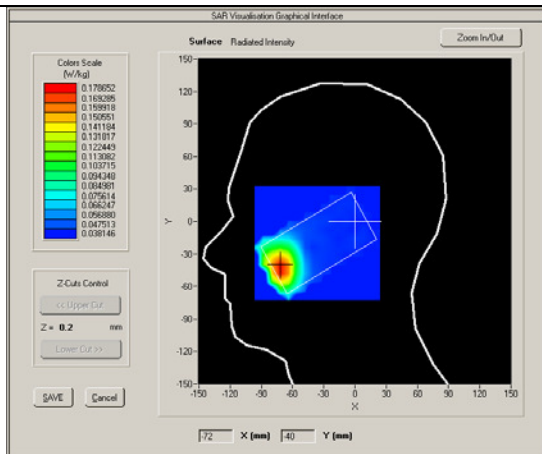 SAR Visualisation Graphical Interface
Surface Radiated Intensity
Zoom In/Out
Colors Scale
(W/kg)
0.178652
0.169285
0.159918
0.150551
0.141184
0.131817
0.122449
0.113082
0.103715
0.094348
0.084981
0.075614
0.066247
0.056880
0.047513
0.038146
Z-Cuts Control
<< Upper Cut
Z = 0.2 mm
Lower Cut >>
SAVE Cancel
150-
120-
90-
60-
30-
0-
-30-
-60-
-90-
-120-
-150-
Y
-150 -120 -90 -60 -30 0 30 60 90 120 150
X
-72 X (mm) -40 Y (mm)